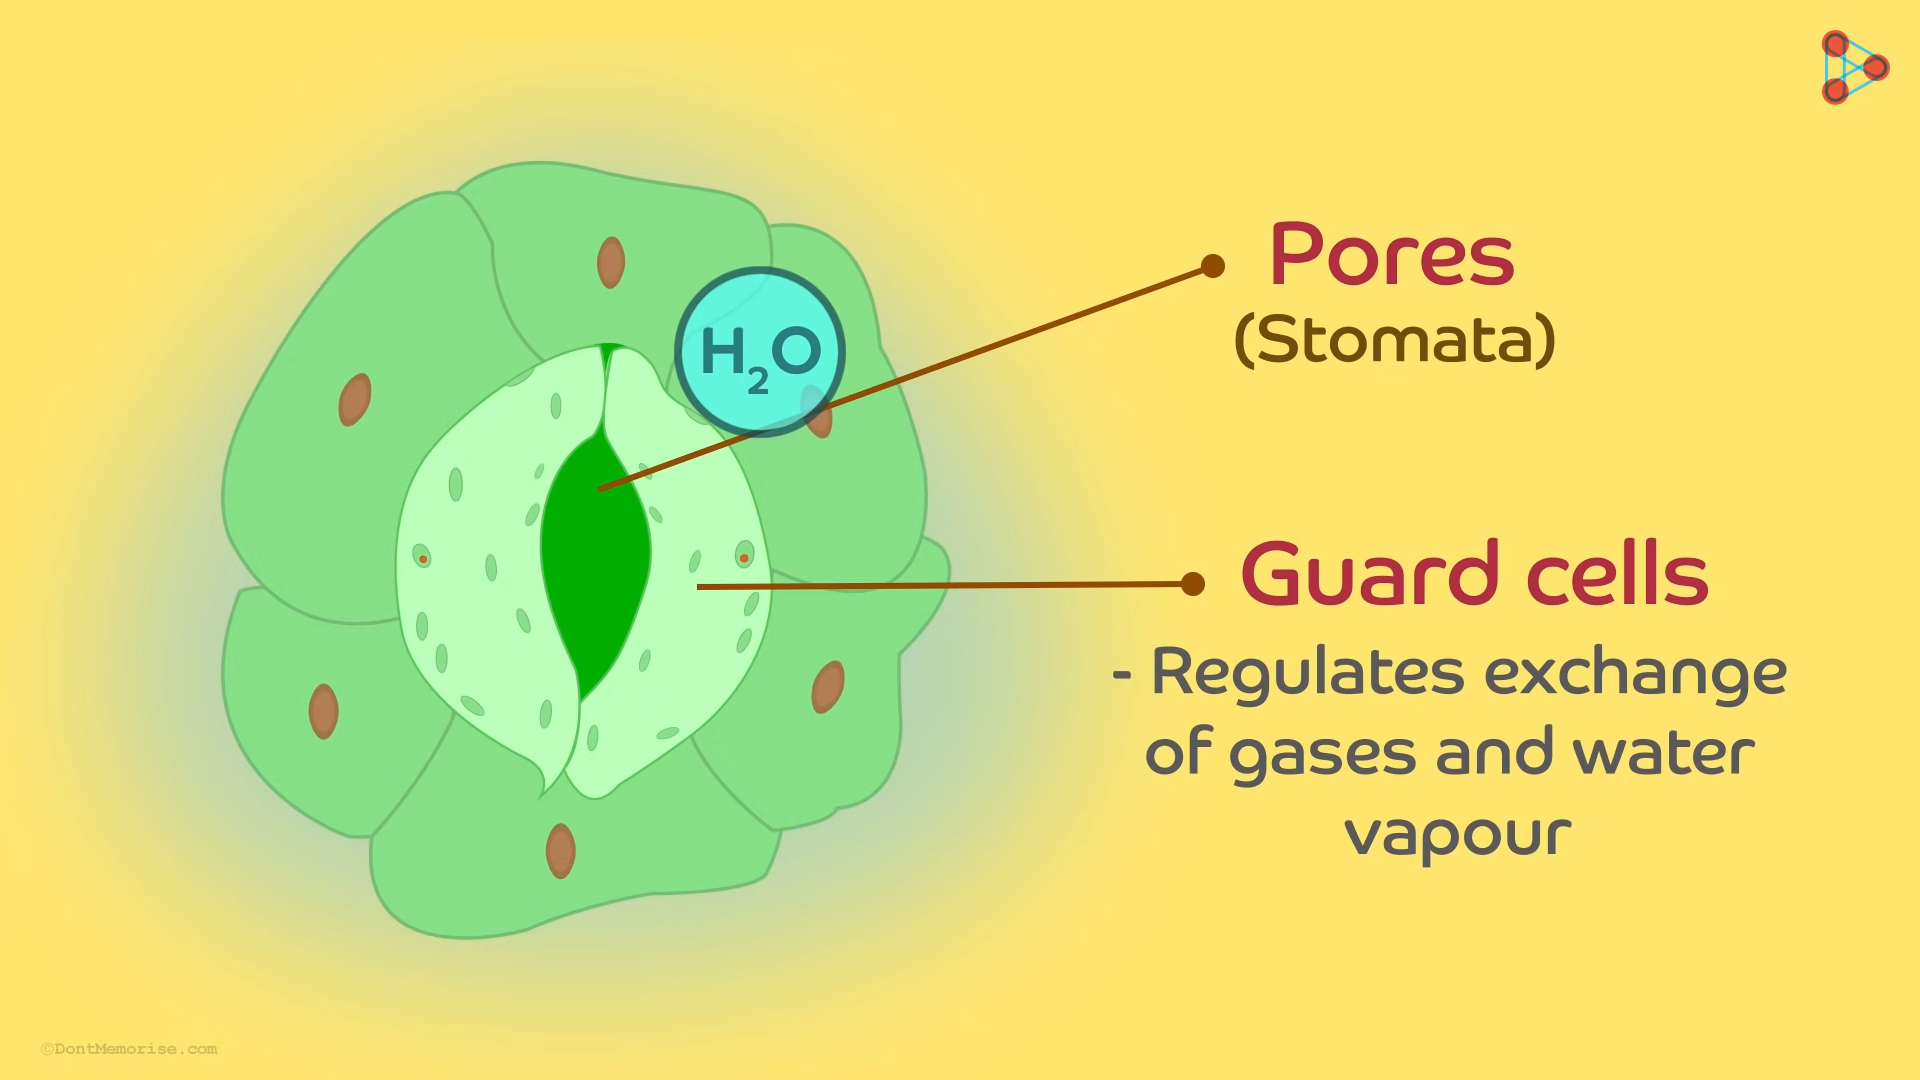 Pores
(Stomata)
H₂O
Guard cells
- Regulates exchange
of gases and water
vapour
©DontMemorise.com